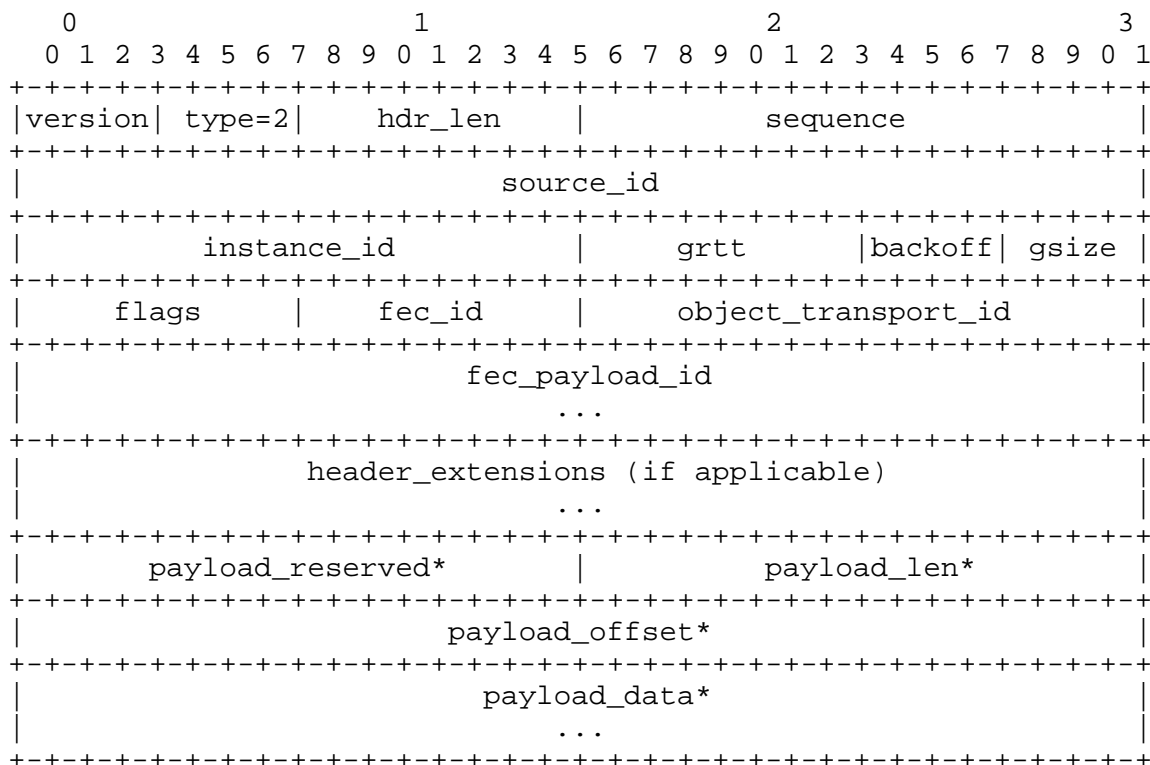 0                   1                   2                   3
0 1 2 3 4 5 6 7 8 9 0 1 2 3 4 5 6 7 8 9 0 1 2 3 4 5 6 7 8 9 0 1
+-+-+-+-+-+-+-+-+-+-+-+-+-+-+-+-+-+-+-+-+-+-+-+-+-+-+-+-+-+-+-+-+
|version| type=2|    hdr_len    |          sequence             |
+-+-+-+-+-+-+-+-+-+-+-+-+-+-+-+-+-+-+-+-+-+-+-+-+-+-+-+-+-+-+-+-+
|                           source_id                           |
+-+-+-+-+-+-+-+-+-+-+-+-+-+-+-+-+-+-+-+-+-+-+-+-+-+-+-+-+-+-+-+-+
|          instance_id          |     grtt      |backoff| gsize |
+-+-+-+-+-+-+-+-+-+-+-+-+-+-+-+-+-+-+-+-+-+-+-+-+-+-+-+-+-+-+-+-+
|     flags     |    fec_id     |     object_transport_id       |
+-+-+-+-+-+-+-+-+-+-+-+-+-+-+-+-+-+-+-+-+-+-+-+-+-+-+-+-+-+-+-+-+
|                         fec_payload_id                        |
|                              ...                              |
+-+-+-+-+-+-+-+-+-+-+-+-+-+-+-+-+-+-+-+-+-+-+-+-+-+-+-+-+-+-+-+-+
|                header_extensions (if applicable)              |
|                              ...                              |
+-+-+-+-+-+-+-+-+-+-+-+-+-+-+-+-+-+-+-+-+-+-+-+-+-+-+-+-+-+-+-+-+
|       payload_reserved*       |          payload_len*         |
+-+-+-+-+-+-+-+-+-+-+-+-+-+-+-+-+-+-+-+-+-+-+-+-+-+-+-+-+-+-+-+-+
|                        payload_offset*                        |
+-+-+-+-+-+-+-+-+-+-+-+-+-+-+-+-+-+-+-+-+-+-+-+-+-+-+-+-+-+-+-+-+
|                          payload_data*                        |
|                              ...                              |
+-+-+-+-+-+-+-+-+-+-+-+-+-+-+-+-+-+-+-+-+-+-+-+-+-+-+-+-+-+-+-+-+